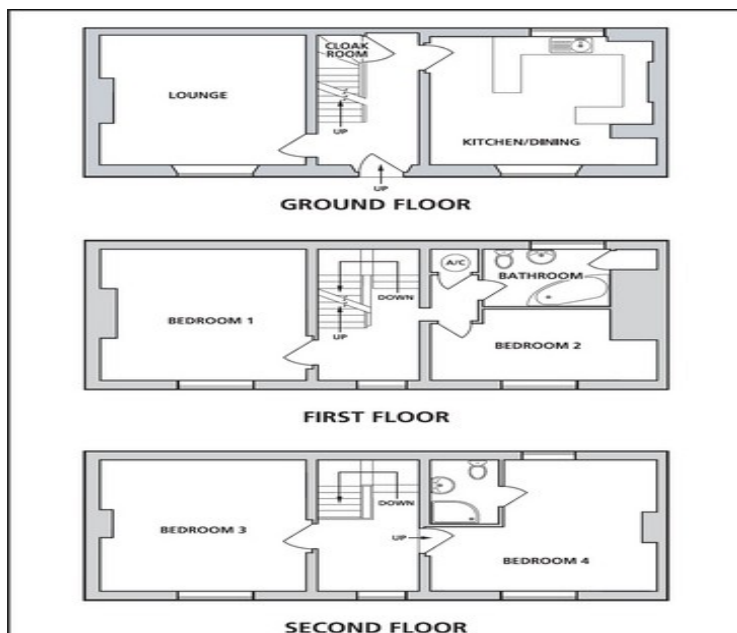 CLOAK
ROOM
LOUNGE
UP
KITCHEN/DINING
UP
GROUND FLOOR
A/C
BATHROOM
DOWN
BEDROOM 1
UP
BEDROOM 2
FIRST FLOOR
DOWN
BEDROOM 3
UP
BEDROOM 4
SECOND FLOOR